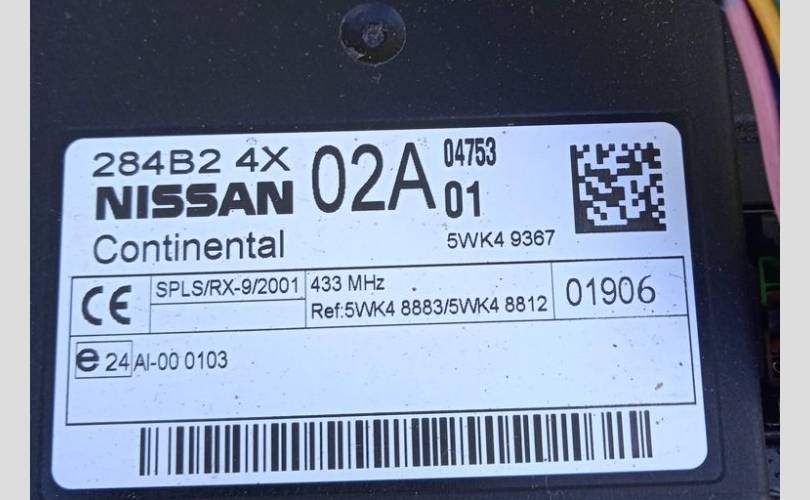 284B2 4X 02A 04753
NISSAN 01
Continental 5WK4 9367
CE SPLS/RX-9/2001 433 MHz 01906
Ref:5WK4 8883/5WK4 8812
e 24 AI-00 0103